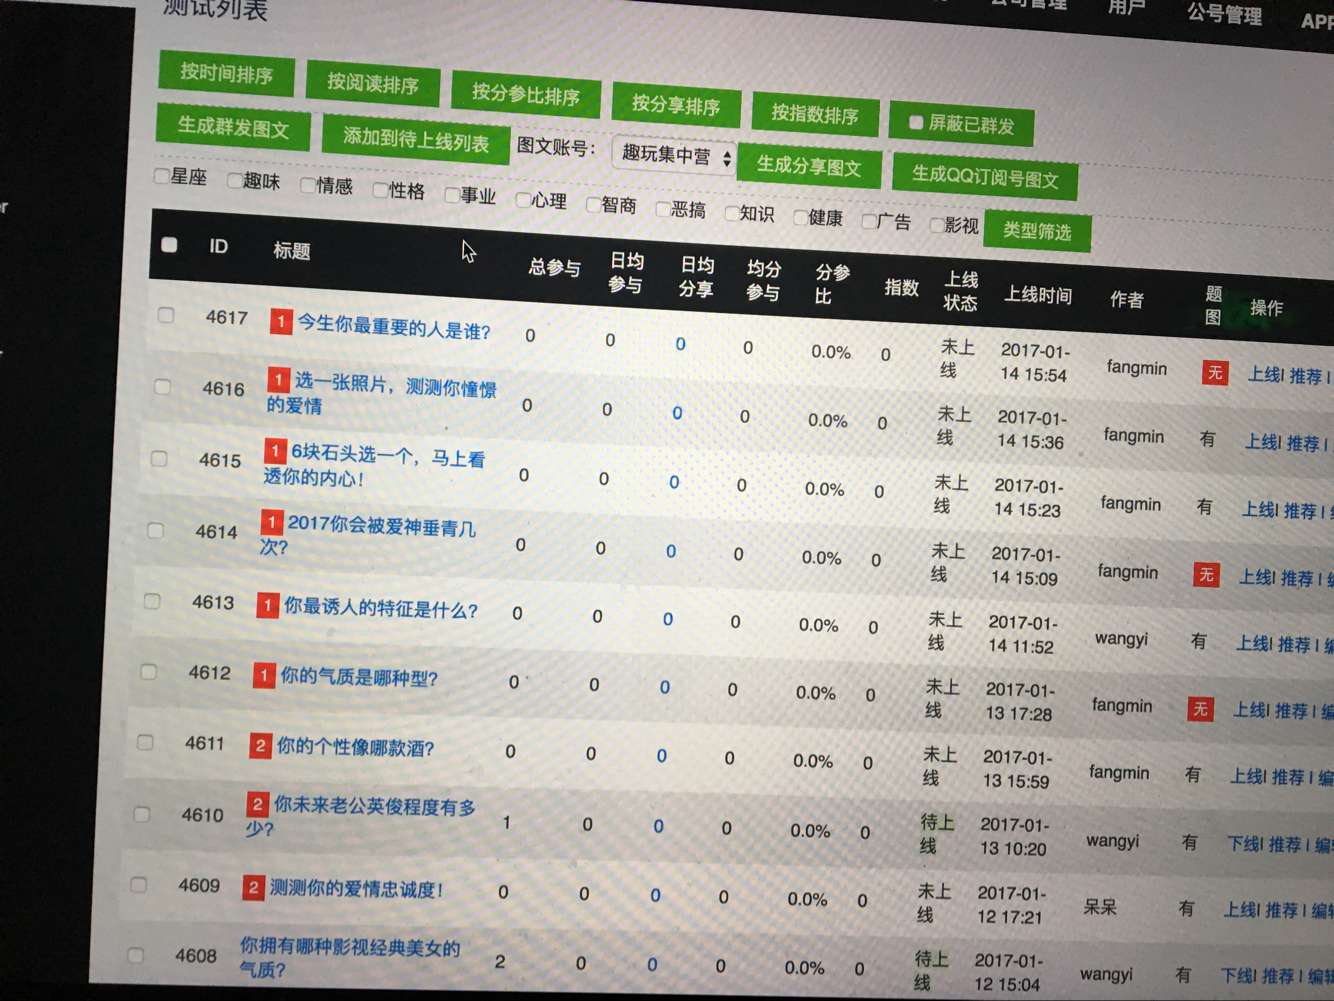 测试列表
公司管理 用户 公号管理 APP
按时间排序 按阅读排序 按分参比排序 按分享排序 按指数排序 屏蔽已群发
生成群发图文 添加到待上线列表 图文账号： 趣玩集中营 生成分享图文 生成QQ订阅号图文
星座 趣味 情感 性格 事业 心理 智商 恶搞 知识 健康 广告 影视 类型筛选
ID 标题 总参与 日均参与 日均分享 均分参与 分参比 指数 上线状态 上线时间 作者 题图 操作
4617 1 今生你最重要的人是谁? 0 0 0 0 0.0% 0 未上线 2017-01-14 15:54 fangmin 无 上线| 推荐 |
4616 1 选一张照片，测测你憧憬的爱情 0 0 0 0 0.0% 0 未上线 2017-01-14 15:36 fangmin 有 上线| 推荐 |
4615 1 6块石头选一个，马上看透你的内心！ 0 0 0 0 0.0% 0 未上线 2017-01-14 15:23 fangmin 有 上线| 推荐 |
4614 1 2017你会被爱神垂青几次? 0 0 0 0 0.0% 0 未上线 2017-01-14 15:09 fangmin 无 上线| 推荐 |
4613 1 你最诱人的特征是什么? 0 0 0 0 0.0% 0 未上线 2017-01-14 11:52 wangyi 有 上线| 推荐 | 编
4612 1 你的气质是哪种型? 0 0 0 0 0.0% 0 未上线 2017-01-13 17:28 fangmin 无 上线| 推荐 | 编
4611 2 你的个性像哪款酒? 0 0 0 0 0.0% 0 未上线 2017-01-13 15:59 fangmin 有 上线| 推荐 | 编
4610 2 你未来老公英俊程度有多少? 1 0 0 0 0.0% 0 待上线 2017-01-13 10:20 wangyi 有 下线| 推荐 | 编
4609 2 测测你的爱情忠诚度！ 0 0 0 0 0.0% 0 未上线 2017-01-12 17:21 呆呆 有 上线| 推荐 | 编辑
4608 你拥有哪种影视经典美女的气质? 2 0 0 0 0.0% 0 待上线 2017-01-12 15:04 wangyi 有 下线| 推荐 | 编辑